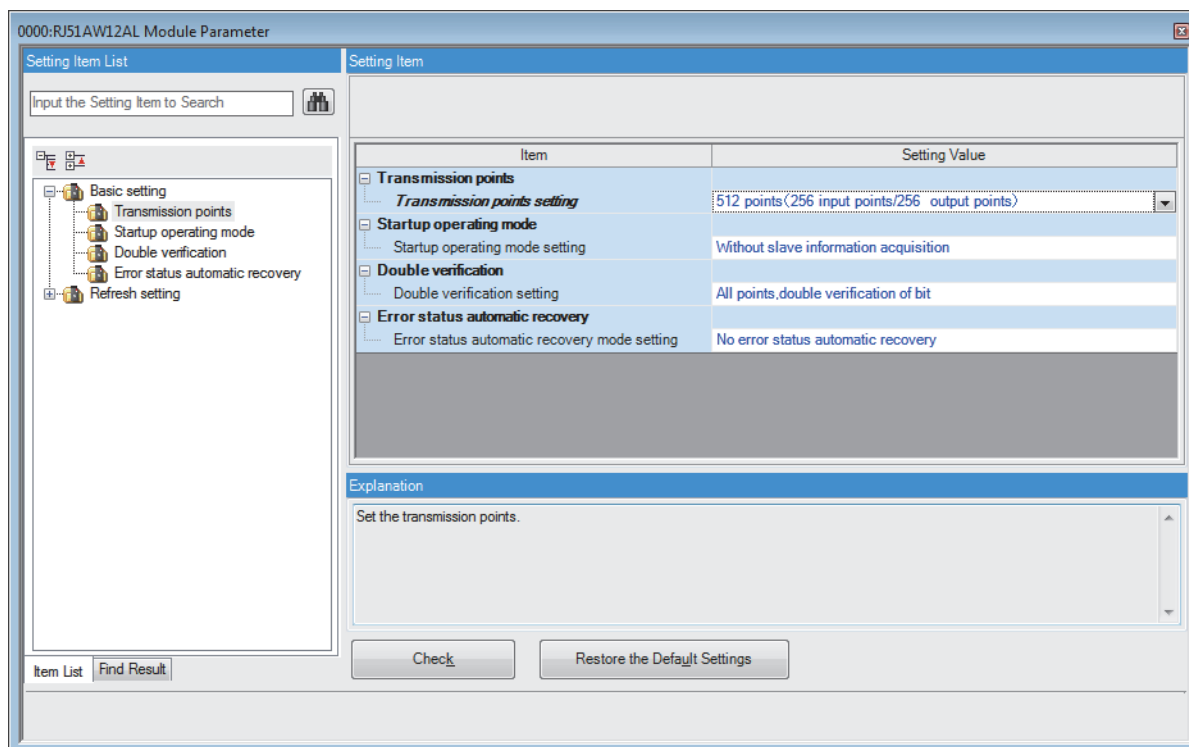 0000:RJ51AW12AL Module Parameter
Setting Item List
Input the Setting Item to Search
Basic setting
Transmission points
Startup operating mode
Double verification
Error status automatic recovery
Refresh setting
Item List
Find Result
Setting Item
Item Setting Value
Transmission points
Transmission points setting 512 points(256 input points/256 output points)
Startup operating mode
Startup operating mode setting Without slave information acquisition
Double verification
Double verification setting All points,double verification of bit
Error status automatic recovery
Error status automatic recovery mode setting No error status automatic recovery
Explanation
Set the transmission points.
Check
Restore the Default Settings